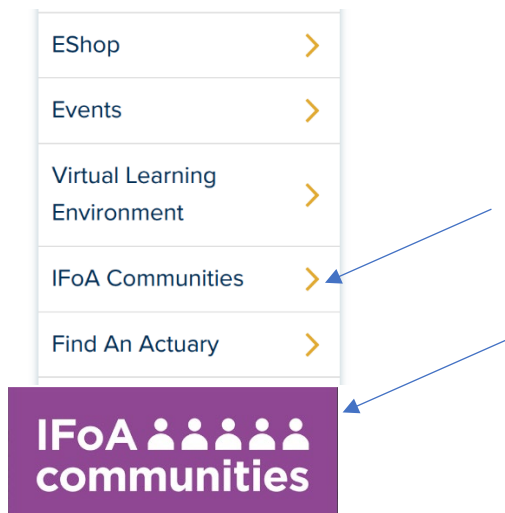 EShop
Events
Virtual Learning
Environment
IFoA Communities
Find An Actuary
IFoA
communities